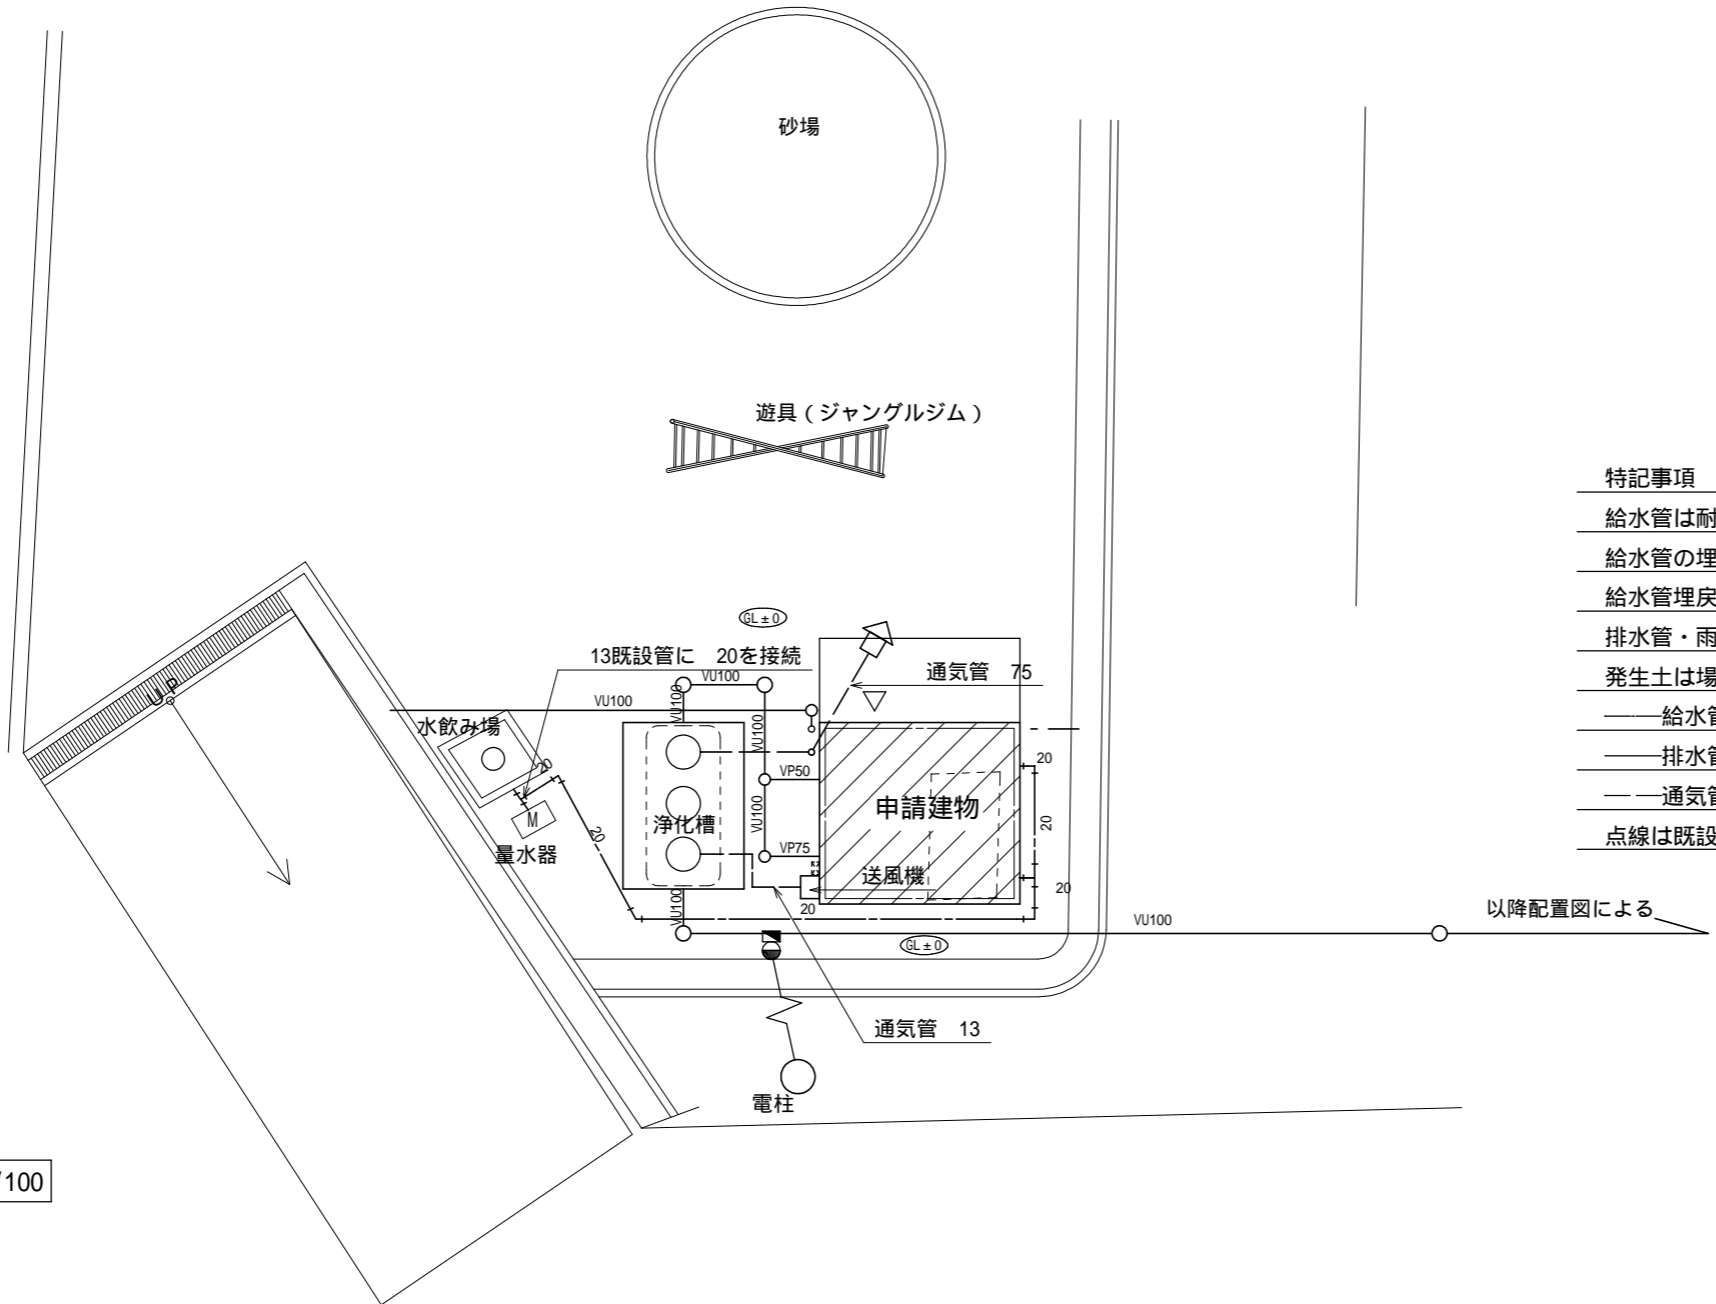 砂場
遊具（ジャングルジム）
特記事項
給水管は耐
給水管の埋
給水管埋戻
排水管・雨
発生土は場
給水管
排水管
通気管
点線は既設
GL±0
13既設管に 20を接続
通気管 75
VU100
VU100
VU100
VU100
UP
水飲み場
20
20
M
量水器
浄化槽
VP50
VU100
VP75
申請建物
送風機
20
20
20
20
VU100
GL±0
VU100
以降配置図による
通気管 13
電柱
/100